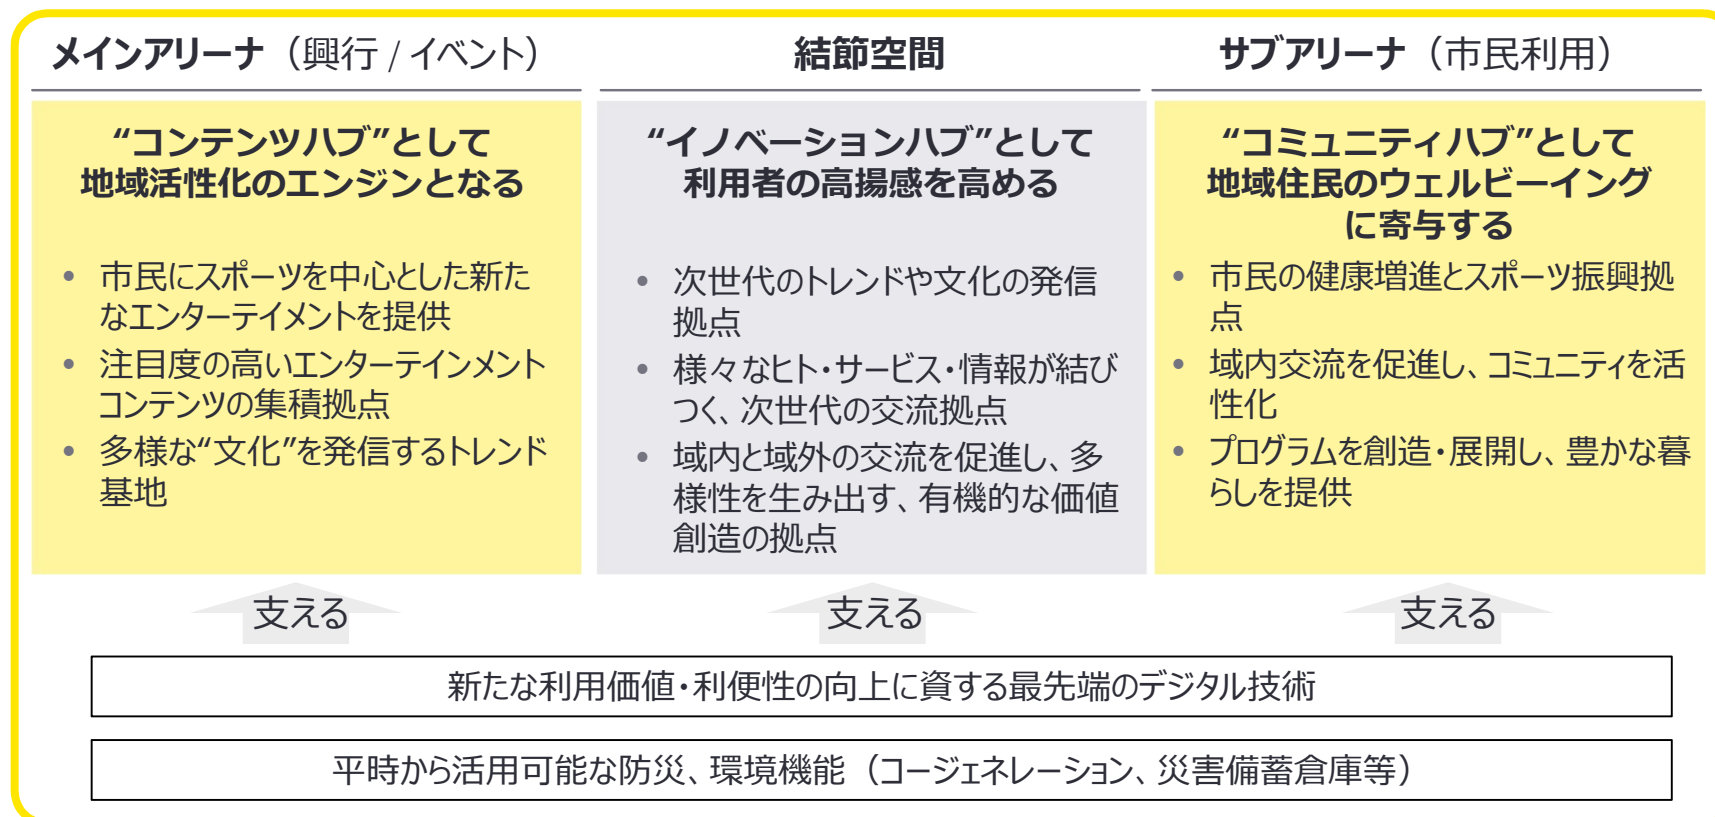 メインアリーナ（興行 / イベント）
結節空間
サブアリーナ（市民利用）
“コンテンツハブ”として
地域活性化のエンジンとなる
• 市民にスポーツを中心とした新た
なエンターテイメントを提供
• 注目度の高いエンターテインメント
コンテンツの集積拠点
• 多様な“文化”を発信するトレンド
基地
“イノベーションハブ”として
利用者の高揚感を高める
• 次世代のトレンドや文化の発信
拠点
• 様々なヒト・サービス・情報が結び
つく、次世代の交流拠点
• 域内と域外の交流を促進し、多
様性を生み出す、有機的な価値
創造の拠点
“コミュニティハブ”として
地域住民のウェルビーイング
に寄与する
• 市民の健康増進とスポーツ振興拠
点
• 域内交流を促進し、コミュニティを活
性化
• プログラムを創造・展開し、豊かな暮
らしを提供
支える
支える
支える
新たな利用価値・利便性の向上に資する最先端のデジタル技術
平時から活用可能な防災、環境機能（コージェネレーション、災害備蓄倉庫等）